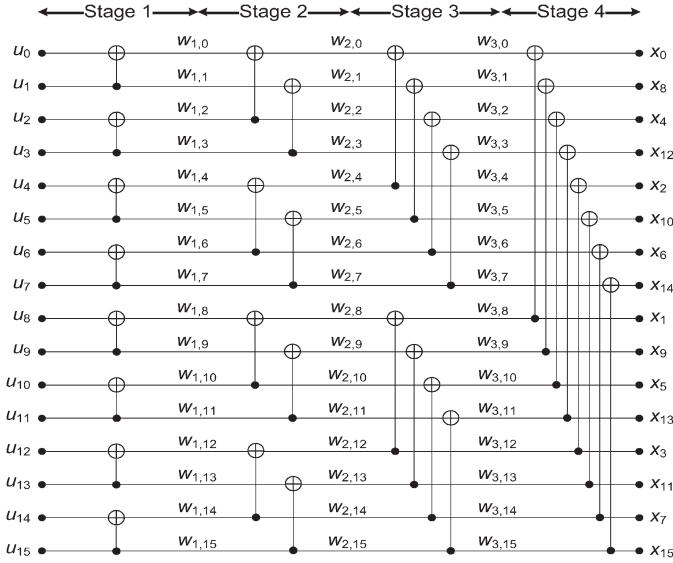 Stage 1 Stage 2 Stage 3 Stage 4
u0 w1,0 w2,0 w3,0 x0
u1 w1,1 w2,1 w3,1 x8
u2 w1,2 w2,2 w3,2 x4
u3 w1,3 w2,3 w3,3 x12
u4 w1,4 w2,4 w3,4 x2
u5 w1,5 w2,5 w3,5 x10
u6 w1,6 w2,6 w3,6 x6
u7 w1,7 w2,7 w3,7 x14
u8 w1,8 w2,8 w3,8 x1
u9 w1,9 w2,9 w3,9 x9
u10 w1,10 w2,10 w3,10 x5
u11 w1,11 w2,11 w3,11 x13
u12 w1,12 w2,12 w3,12 x3
u13 w1,13 w2,13 w3,13 x11
u14 w1,14 w2,14 w3,14 x7
u15 w1,15 w2,15 w3,15 x15